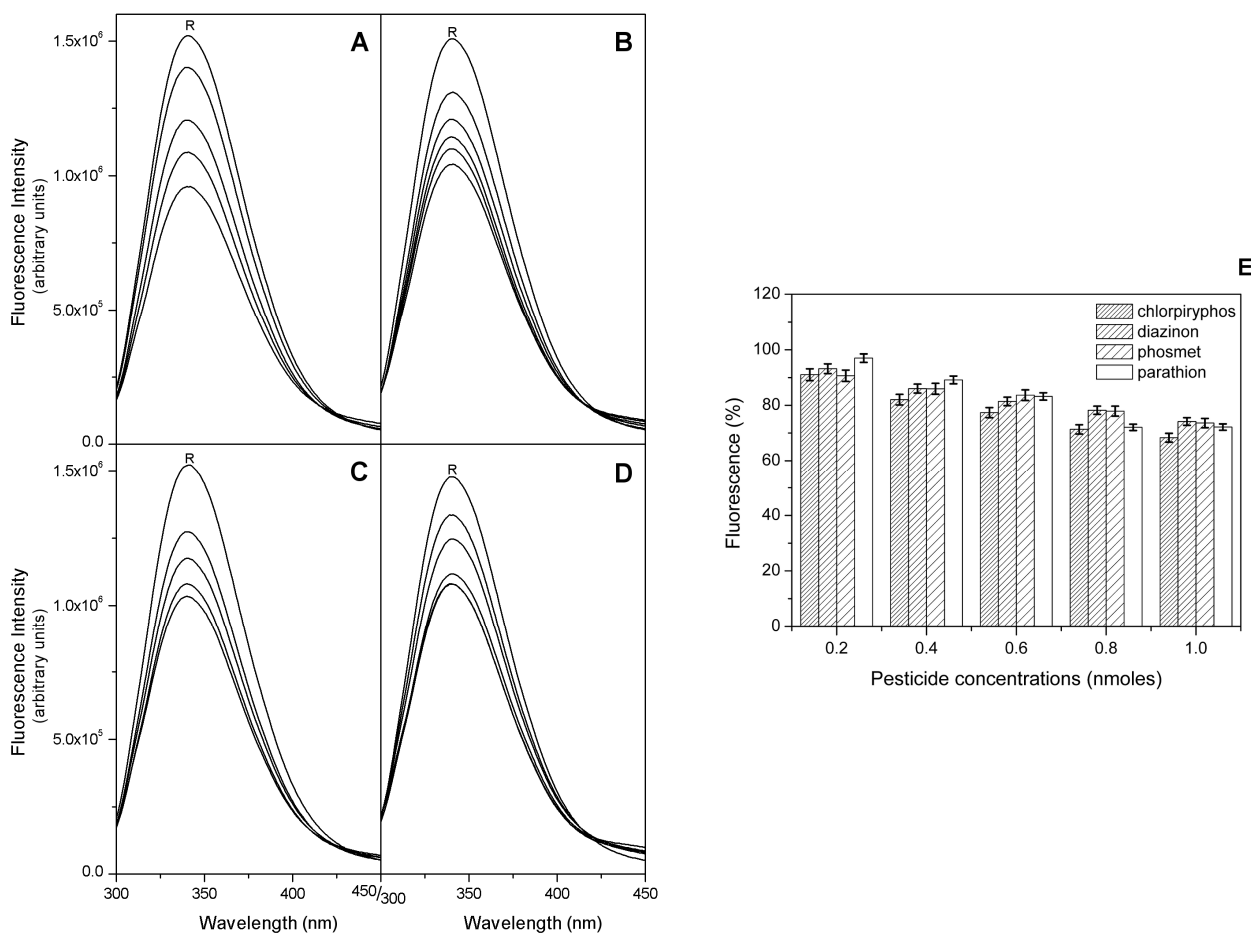 R
A
R
B
1.5x10⁶
1.0x10⁶
5.0x10⁵
0.0
Fluorescence Intensity
(arbitrary units)
R
C
R
D
1.5x10⁶
1.0x10⁶
5.0x10⁵
0.0
Fluorescence Intensity
(arbitrary units)
300 350 400 450/300 350 400 450
Wavelength (nm) Wavelength (nm)
E
120
100
80
60
40
20
0
Fluorescence (%)
chlorpiryphos
diazinon
phosmet
parathion
0.2 0.4 0.6 0.8 1.0
Pesticide concentrations (nmoles)